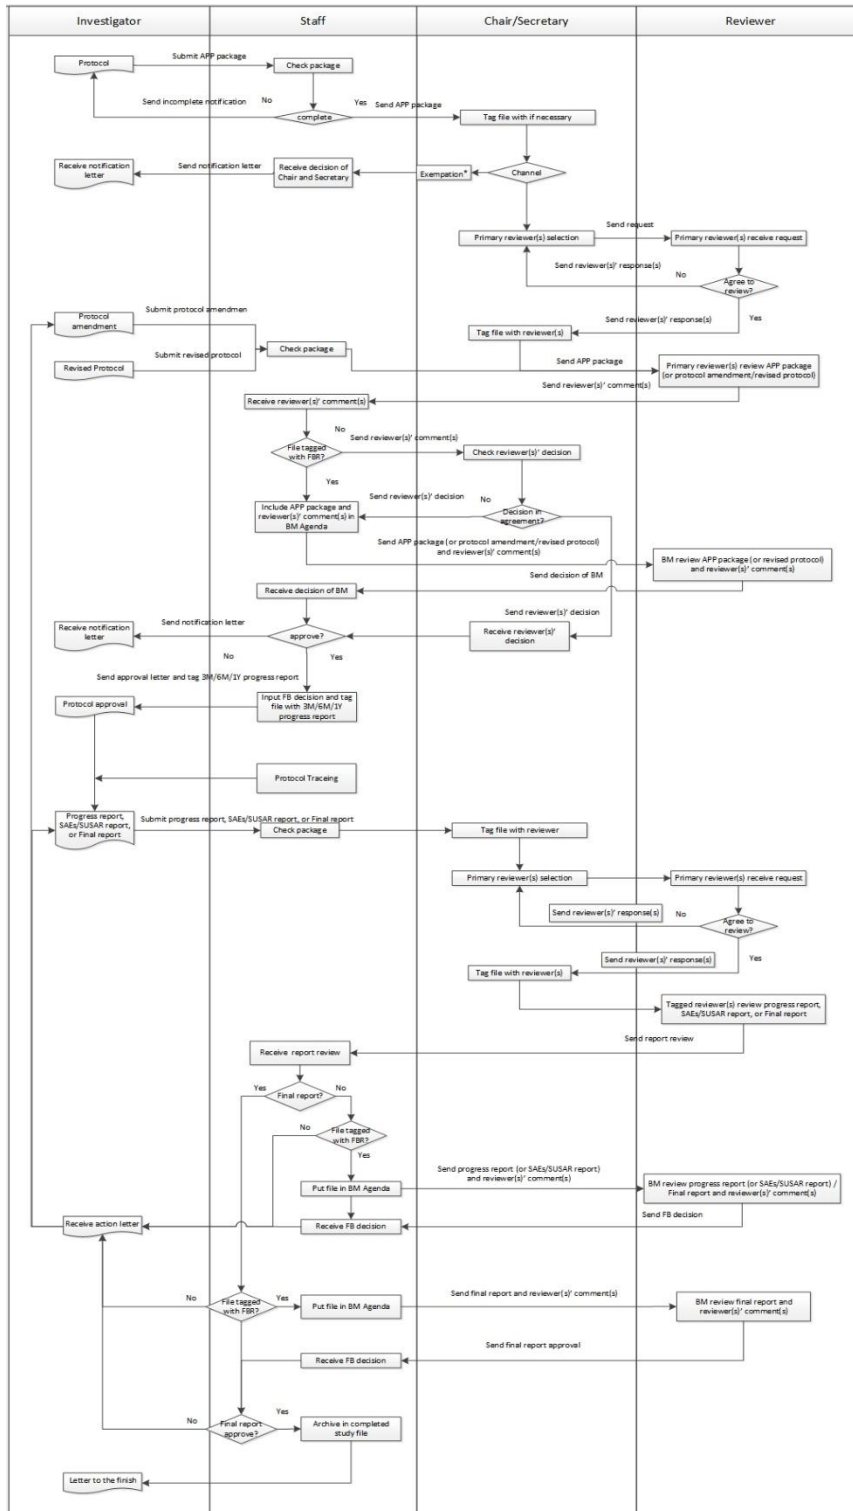 Investigator
Staff
Chair/Secretary
Reviewer
Protocol
Submit APP package
Check package
Send incomplete notification
No
complete
Yes
Send APP package
Tag file with if necessary
Receive notification
letter
Send notification letter
Receive decision of
Chair and Secretary
Exempation*
Channel
Primary reviewer(s) selection
Send request
Primary reviewer(s) receive request
Send reviewer(s)' response(s)
No
Agree to
review?
Yes
Protocol
amendment
Submit protocol amendmen
Send reviewer(s)' response(s)
Tag file with reviewer(s)
Revised Protocol
Submit revised protocol
Check package
Send APP package
Primary reviewer(s) review APP package
(or protocol amendment/revised protocol)
Send reviewer(s)' comment(s)
Receive reviewer(s)' comment(s)
File tagged
with FBR?
No
Send reviewer(s)' comment(s)
Check reviewer(s)' decision
Yes
Send reviewer(s)' decision
No
Decision in
agreement?
Include APP package and
reviewer(s)' comment(s) in
BM Agenda
Send APP package (or protocol amendment/revised protocol)
and reviewer(s)' comment(s)
BM review APP package (or revised protocol)
and reviewer(s)' comment(s)
Send decision of BM
Receive decision of BM
Receive notification
letter
Send notification letter
approve?
Send reviewer(s)' decision
Receive reviewer(s)'
decision
No
Yes
Send approval letter and tag 3M/6M/1Y progress report
Protocol approval
Input FB decision and tag
file with 3M/6M/1Y
progress report
Protocol Traceing
Progress report,
SAEs/SUSAR report,
or Final report
Submit progress report, SAEs/SUSAR report, or Final report
Check package
Tag file with reviewer
Primary reviewer(s) selection
Primary reviewer(s) receive request
Send reviewer(s)' response(s)
No
Agree to
review?
Yes
Send reviewer(s)' response(s)
Tag file with reviewer(s)
Tagged reviewer(s) review progress report,
SAEs/SUSAR report, or Final report
Send report review
Receive report review
Yes
Final report?
No
No
File tagged
with FBR?
Yes
Put file in BM Agenda
Send progress report (or SAEs/SUSAR report)
and reviewer(s)' comment(s)
BM review progress report (or SAEs/SUSAR report) /
Final report and reviewer(s)' comment(s)
Send FB decision
Receive action letter
Receive FB decision
No
File tagged
with FBR?
Yes
Put file in BM Agenda
Send final report and reviewer(s)' comment(s)
BM review final report and
reviewer(s)' comment(s)
Send final report approval
Receive FB decision
No
Final report
approve?
Yes
Archive in completed
study file
Letter to the finish